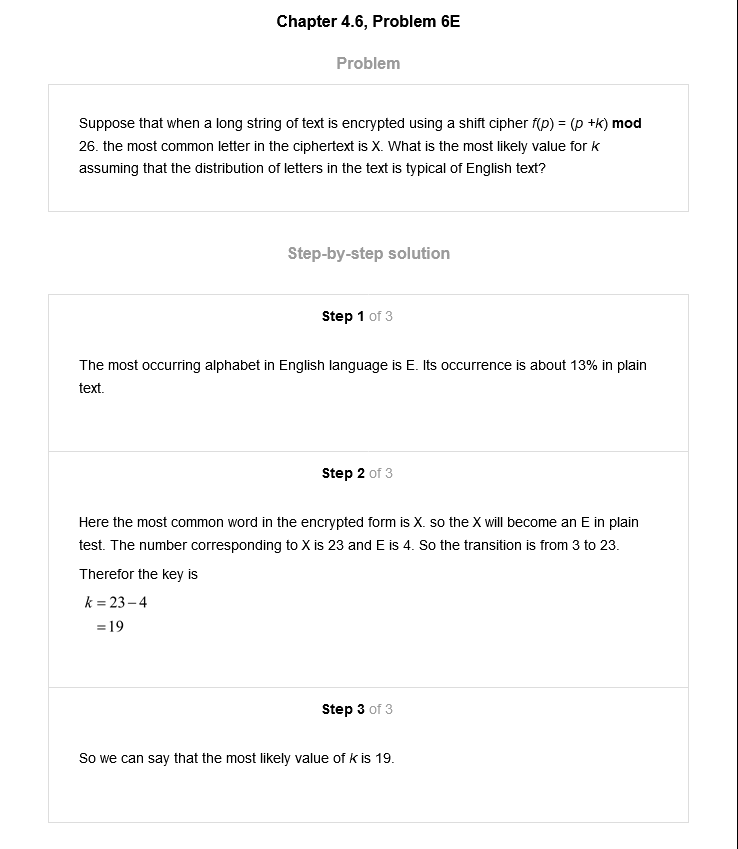 Chapter 4.6, Problem 6E
Problem
Suppose that when a long string of text is encrypted using a shift cipher f(p) = (p +k) mod
26. the most common letter in the ciphertext is X. What is the most likely value for k
assuming that the distribution of letters in the text is typical of English text?
Step-by-step solution
Step 1 of 3
The most occurring alphabet in English language is E. Its occurrence is about 13% in plain
text.
Step 2 of 3
Here the most common word in the encrypted form is X. so the X will become an E in plain
test. The number corresponding to X is 23 and E is 4. So the transition is from 3 to 23.
Therefor the key is
k = 23 – 4
= 19
Step 3 of 3
So we can say that the most likely value of k is 19.